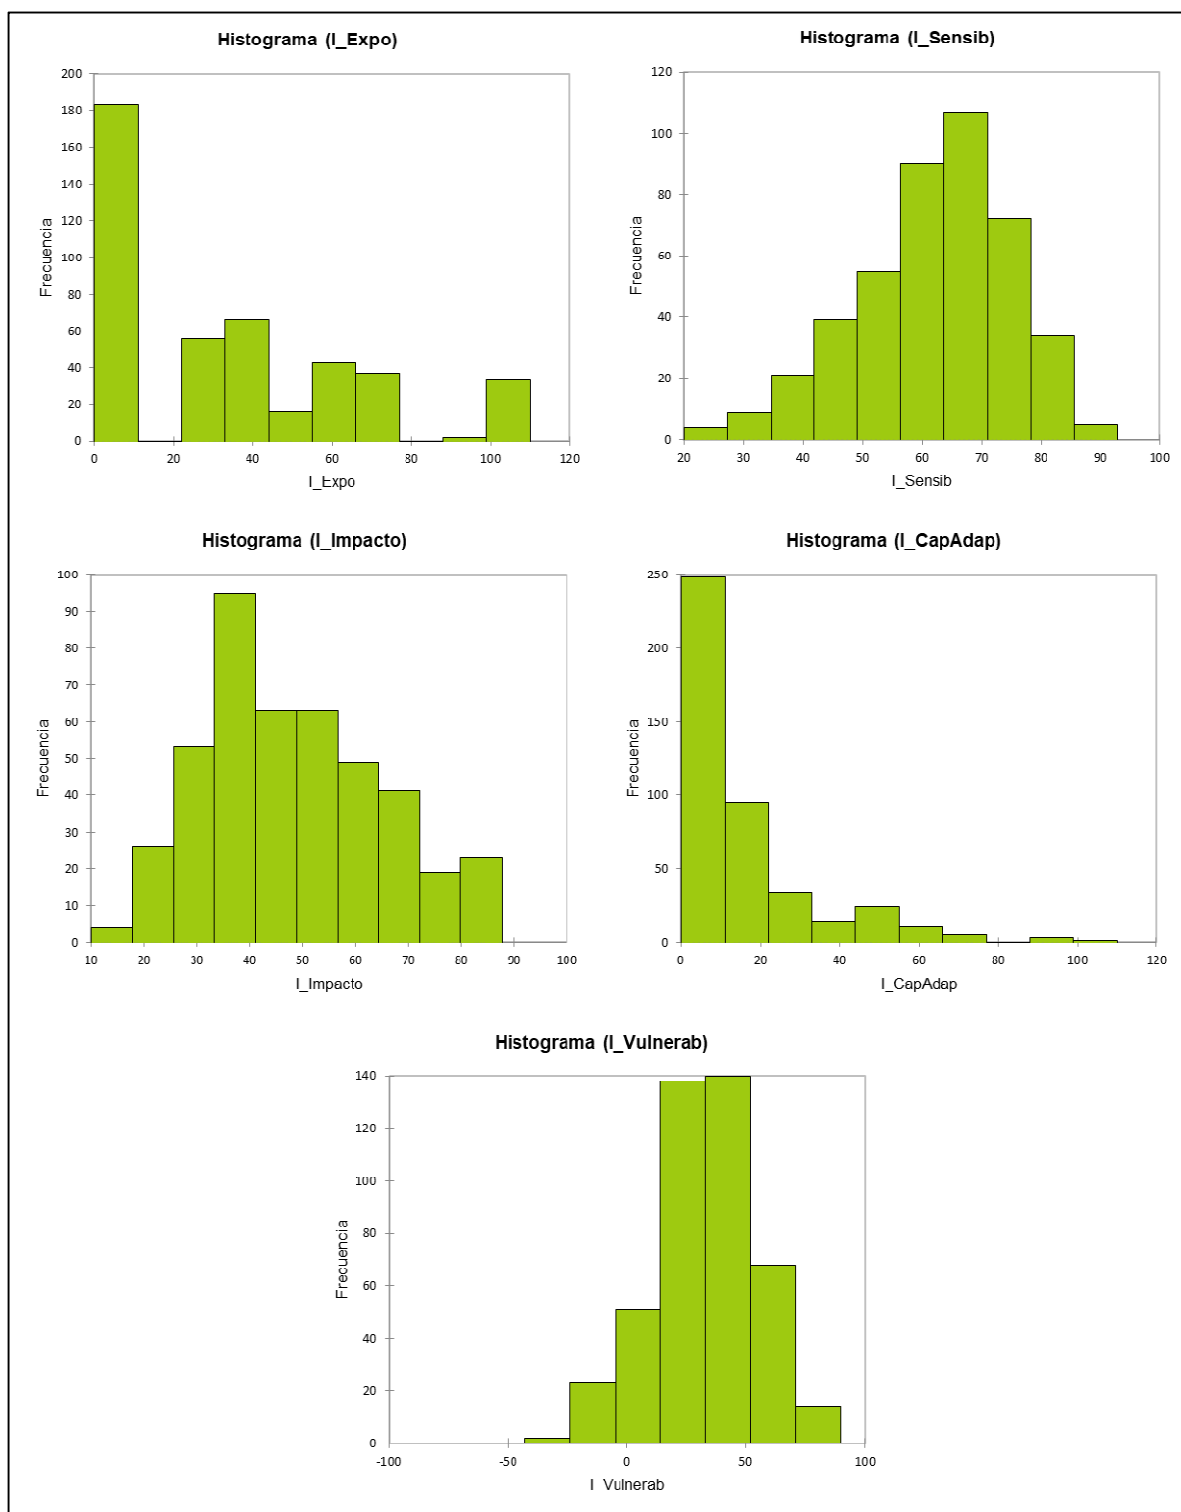 Histograma (I_Expo)
200
180
160
140
120
100
80
60
40
20
0
Frecuencia
0 20 40 60 80 100 120
I_Expo
Histograma (I_Sensib)
120
100
80
60
40
20
0
Frecuencia
20 30 40 50 60 70 80 90 100
I_Sensib
Histograma (I_Impacto)
100
90
80
70
60
50
40
30
20
10
0
Frecuencia
10 20 30 40 50 60 70 80 90 100
I_Impacto
Histograma (I_CapAdap)
250
200
150
100
50
0
Frecuencia
0 20 40 60 80 100 120
I_CapAdap
Histograma (I_Vulnerab)
140
120
100
80
60
40
20
0
Frecuencia
-100 -50 0 50 100
I_Vulnerab